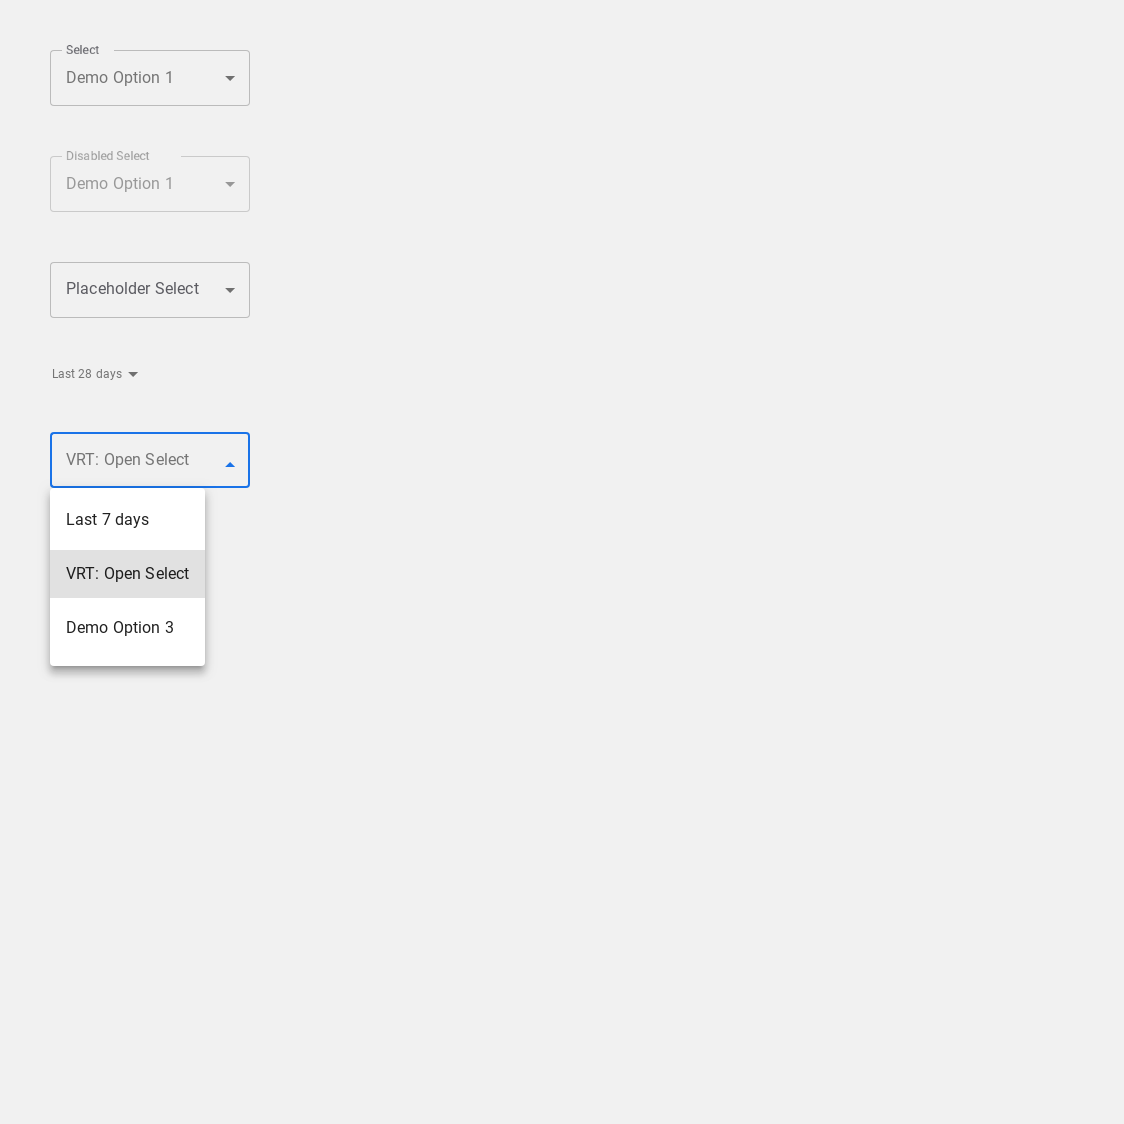 Select
Demo Option 1
Disabled Select
Demo Option 1
Placeholder Select
Last 28 days
VRT: Open Select
Last 7 days
VRT: Open Select
Demo Option 3